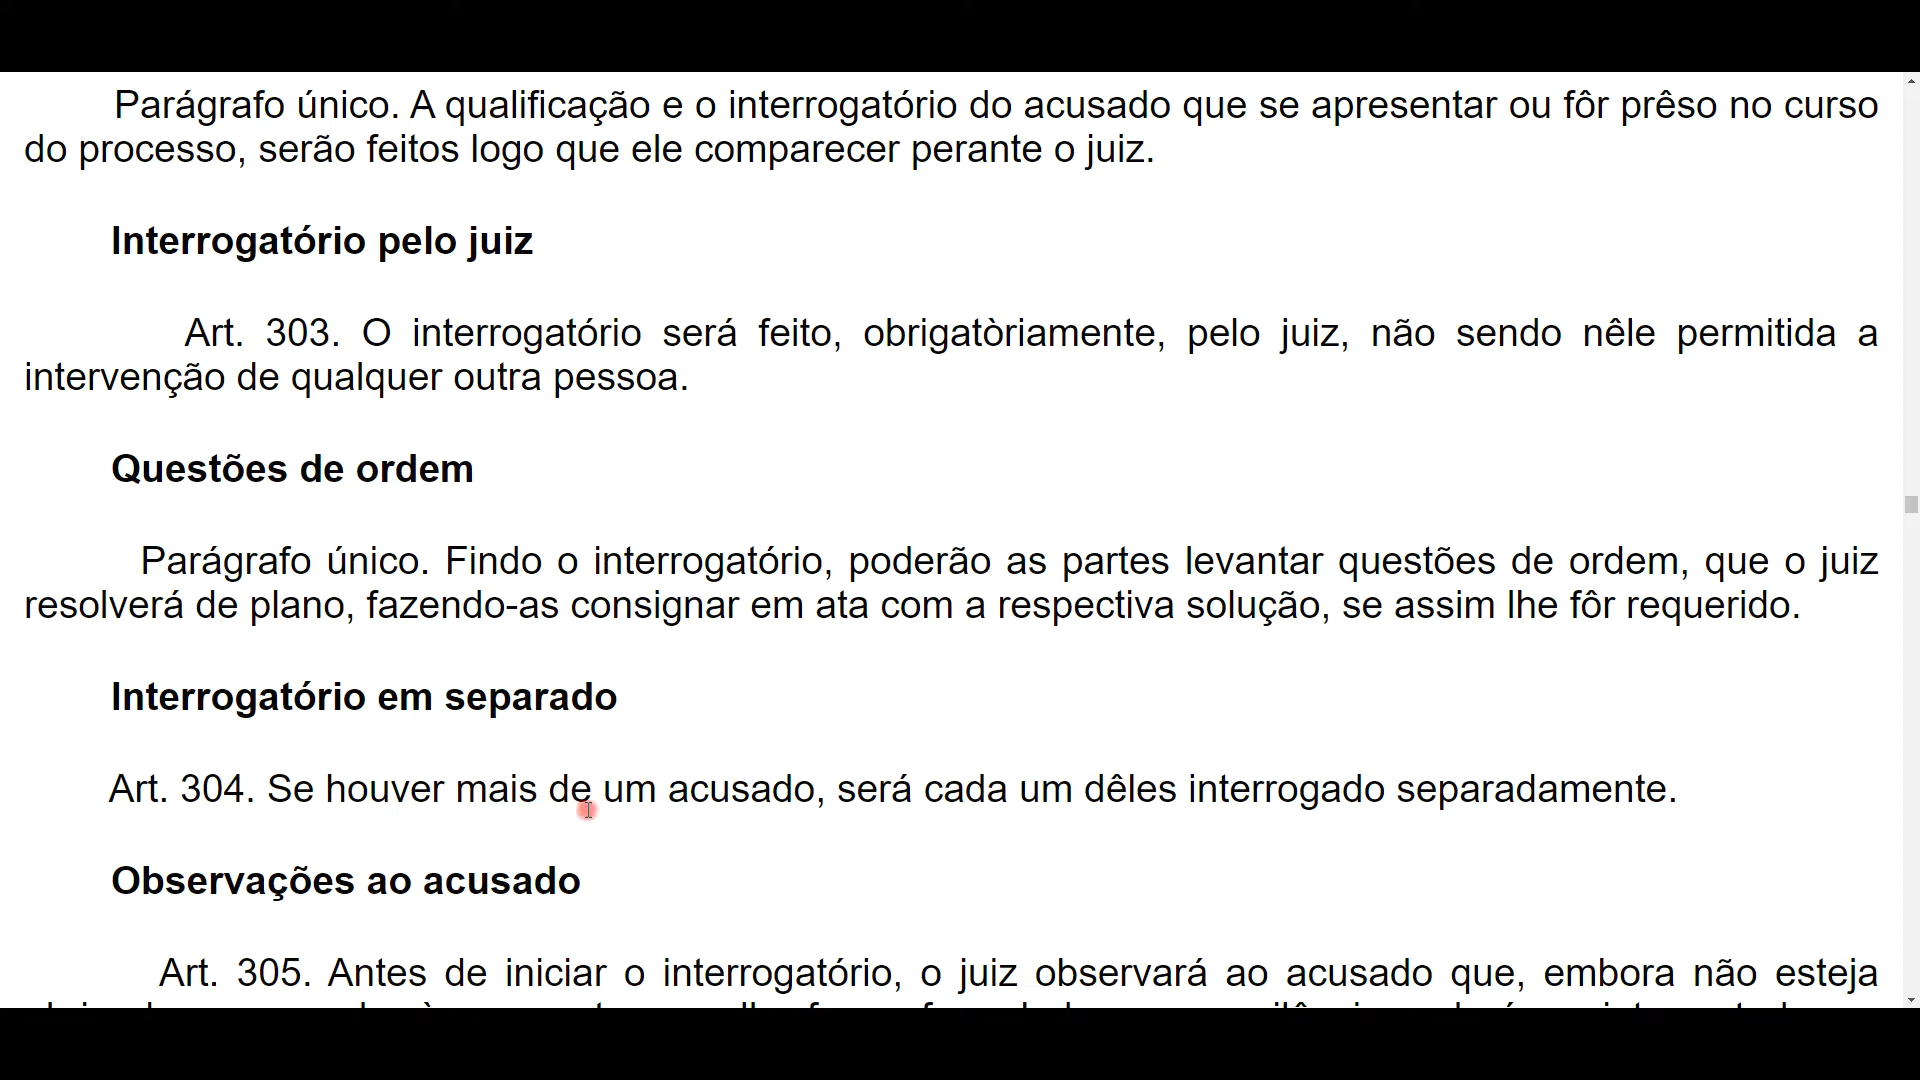 Parágrafo único. A qualificação e o interrogatório do acusado que se apresentar ou fôr prêso no curso
do processo, serão feitos logo que ele comparecer perante o juiz.
Interrogatório pelo juiz
Art. 303. O interrogatório será feito, obrigatòriamente, pelo juiz, não sendo nêle permitida a
intervenção de qualquer outra pessoa.
Questões de ordem
Parágrafo único. Findo o interrogatório, poderão as partes levantar questões de ordem, que o juiz
resolverá de plano, fazendo-as consignar em ata com a respectiva solução, se assim lhe fôr requerido.
Interrogatório em separado
Art. 304. Se houver mais de um acusado, será cada um dêles interrogado separadamente.
Observações ao acusado
Art. 305. Antes de iniciar o interrogatório, o juiz observará ao acusado que, embora não esteja